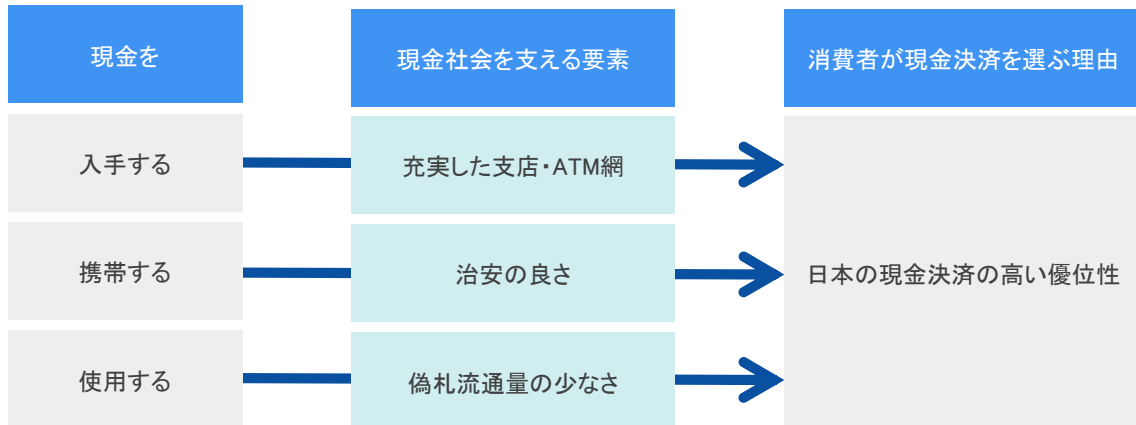 現金を
現金社会を支える要素
消費者が現金決済を選ぶ理由
入手する
充実した支店・ATM網
携帯する
治安の良さ
日本の現金決済の高い優位性
使用する
偽札流通量の少なさ